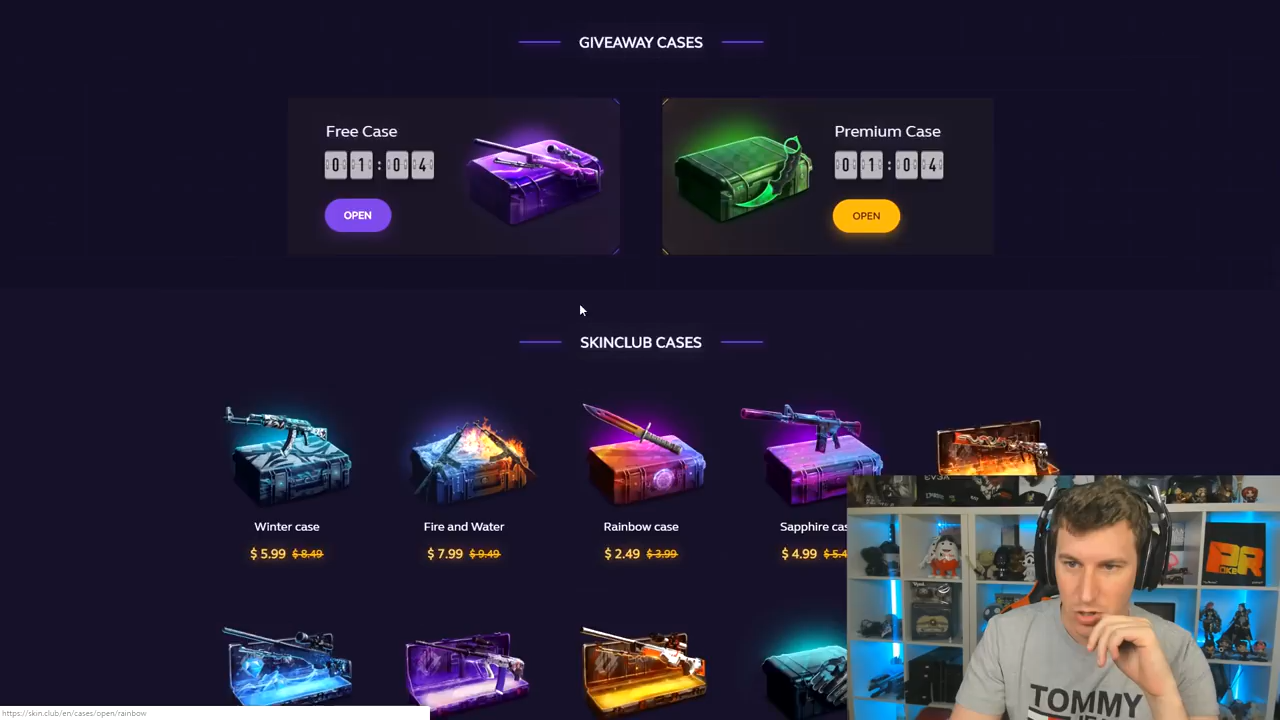 GIVEAWAY CASES
Free Case
01:04
OPEN
Premium Case
01:04
OPEN
SKINCLUB CASES
Winter case
$ 5.99 $ 8.49
Fire and Water
$ 7.99 $ 9.49
Rainbow case
$ 2.49 $ 3.99
Sapphire cas
$ 4.99 $ 5.4
TOMMY
https://skin.club/en/cases/open/rainbow